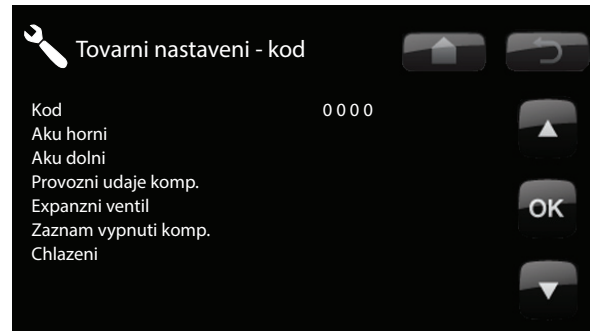 Tovarni nastaveni - kod
Kod 0 0 0 0
Aku horni
Aku dolni
Provozni udaje komp.
Expanzni ventil
OK
Zaznam vypnuti komp.
Chlazeni